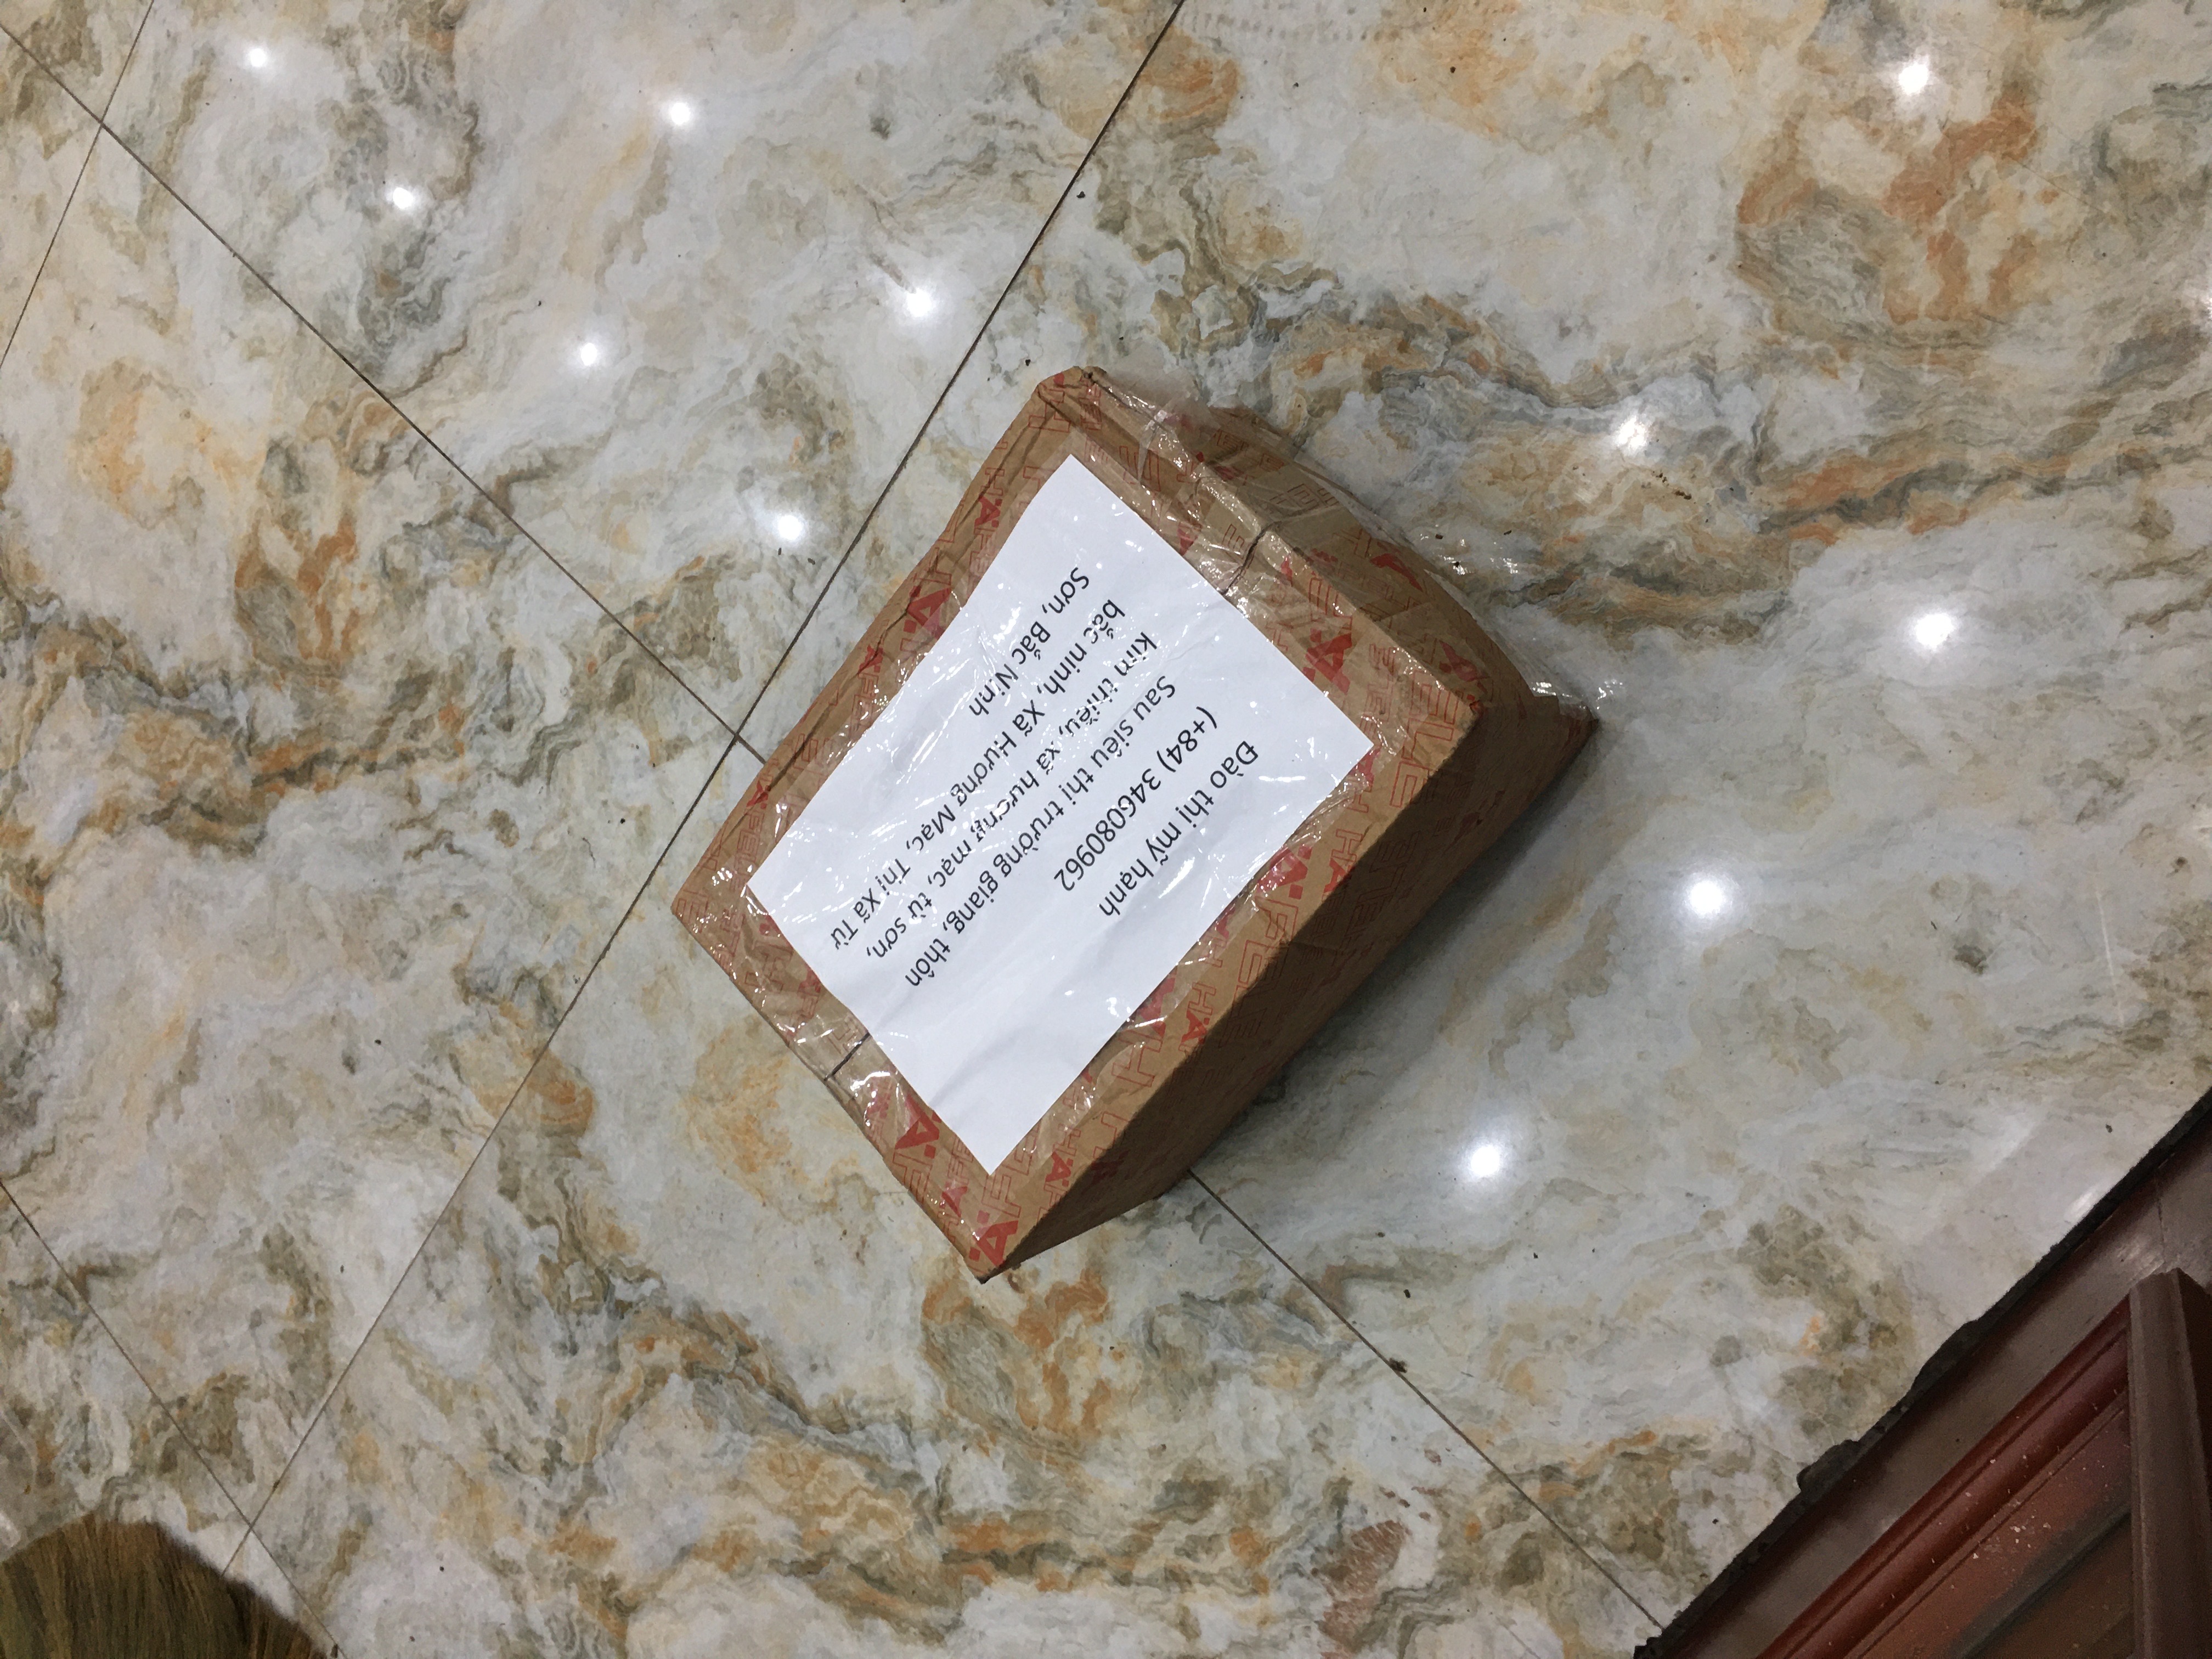 Đào thị mỹ hạnh
(+84) 346080962
Sau siêu thị trường giang, thôn
kim thiều, xã hương mạc, từ sơn,
bắc ninh, Xã Hương Mạc, Thị Xã Từ
Sơn, Bắc Ninh